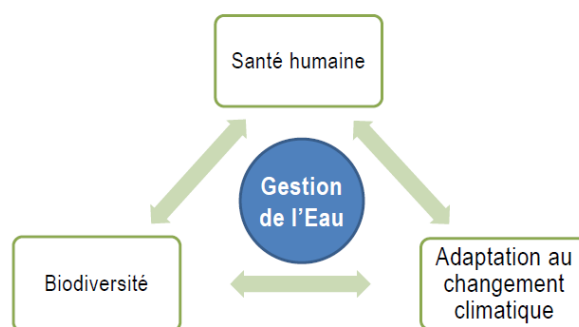 Santé humaine
Gestion
de l'Eau
Biodiversité
Adaptation au
changement
climatique